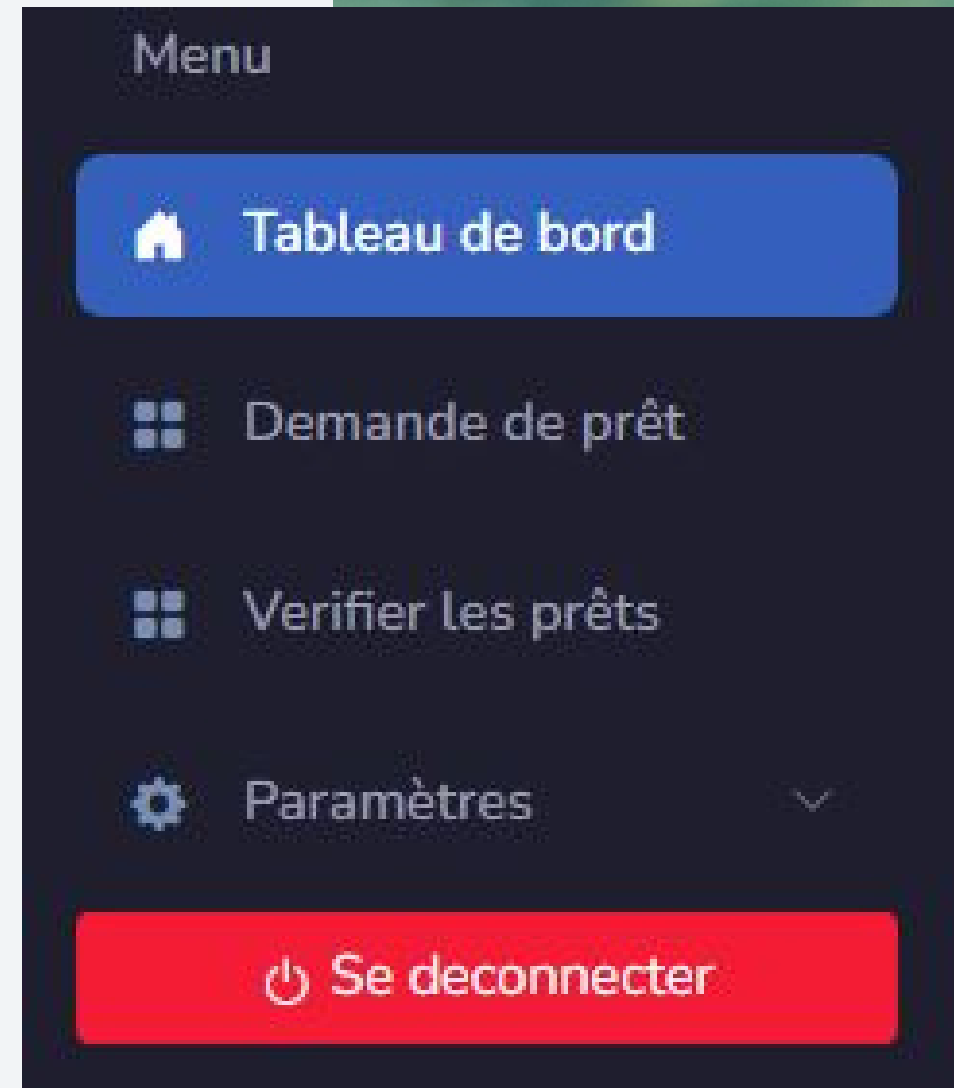 Menu
Tableau de bord
Demande de prêt
Verifier les prêts
Paramètres
Se deconnecter